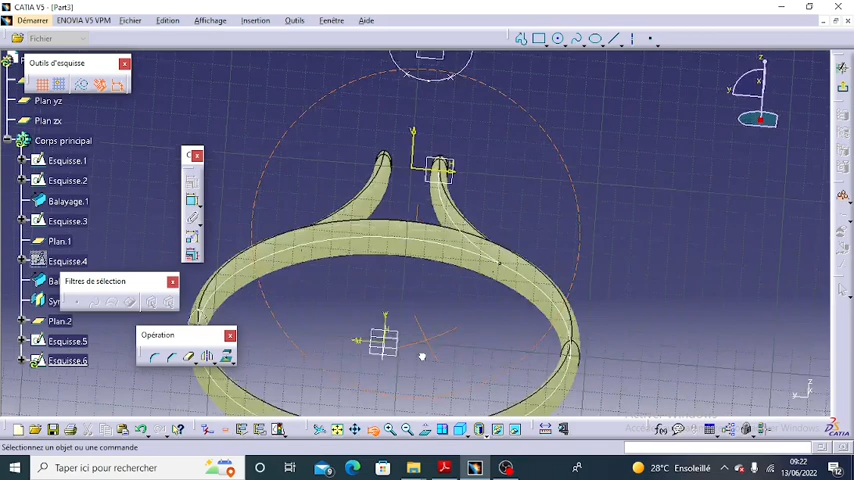 CATIA V5 - [Part3]
Démarrer ENOVIA V5 VPM Fichier Edition Affichage Insertion Outils Fenêtre Aide
Fichier
Outils d'esquisse
Plan yz
Plan zx
Corps principal
Esquisse.1
Esquisse.2
Balayage.1
Esquisse.3
Plan.1
Esquisse.4
Filtres de sélection
Plan.2
Opération
Esquisse.5
Esquisse.6
z
x
y
Activer Windows
Sélectionnez un objet ou une commande
Taper ici pour rechercher
28°C Ensoleillé
09:22
13/06/2022